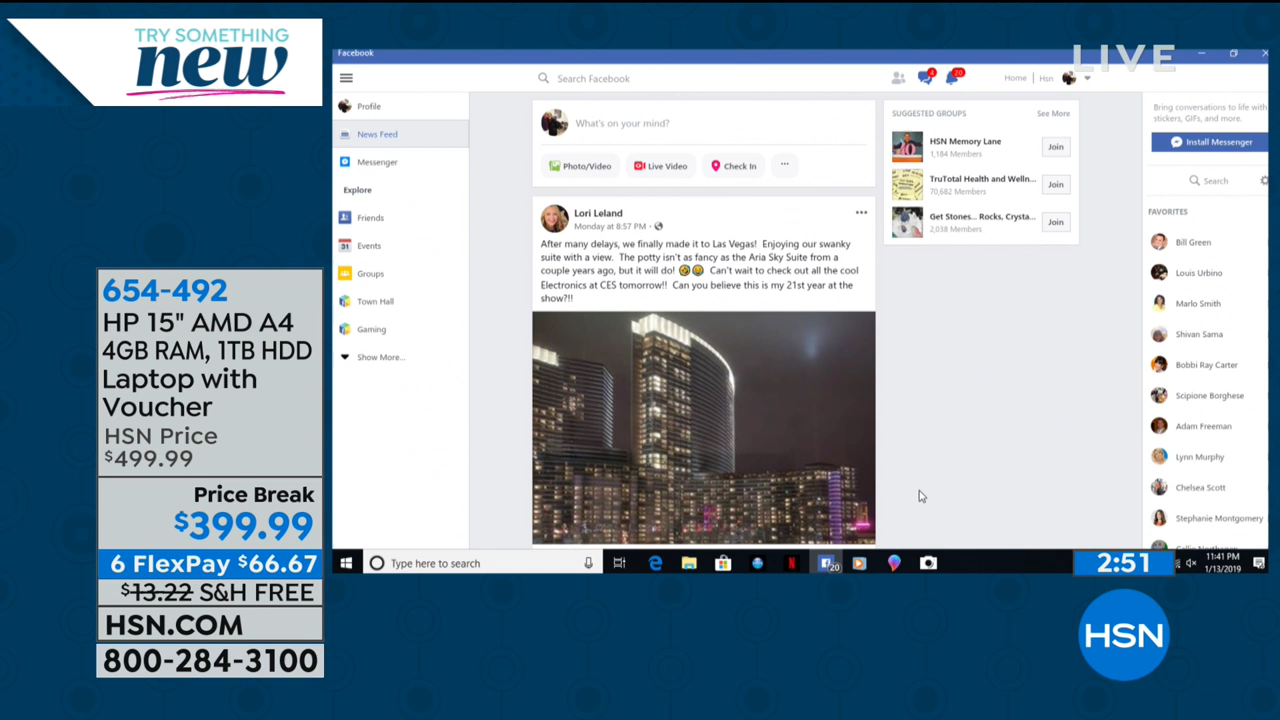 TRY SOMETHING
new
654-492
HP 15" AMD A4
4GB RAM, 1TB HDD
Laptop with
Voucher
HSN Price
$499.99
Price Break
$399.99
6 FlexPay $66.67
$13.22 S&H FREE
HSN.COM
800-284-3100
Facebook
LIVE
Search Facebook
4
20
Home
Hsn
Profile
News Feed
Messenger
Explore
Friends
31 Events
Groups
Town Hall
Gaming
Show More...
What's on your mind?
Photo/Video
Live Video
Check In
Lori Leland
Monday at 8:57 PM
After many delays, we finally made it to Las Vegas! Enjoying our swanky
suite with a view. The potty isn't as fancy as the Aria Sky Suite from a
couple years ago, but it will do! Can't wait to check out all the cool
Electronics at CES tomorrow!! Can you believe this is my 21st year at the
show?!!
SUGGESTED GROUPS
See More
HSN Memory Lane
1,184 Members
Join
TruTotal Health and Welln...
70,682 Members
Join
Get Stones... Rocks, Crysta...
2,038 Members
Join
Bring conversations to life with
stickers, GIFs, and more.
Install Messenger
Search
FAVORITES
Bill Green
Louis Urbino
Marlo Smith
Shivan Sarna
Bobbi Ray Carter
Scipione Borghese
Adam Freeman
Lynn Murphy
Chelsea Scott
Stephanie Montgomery
Type here to search
20
2:51
11:41 PM
1/13/2019
HSN